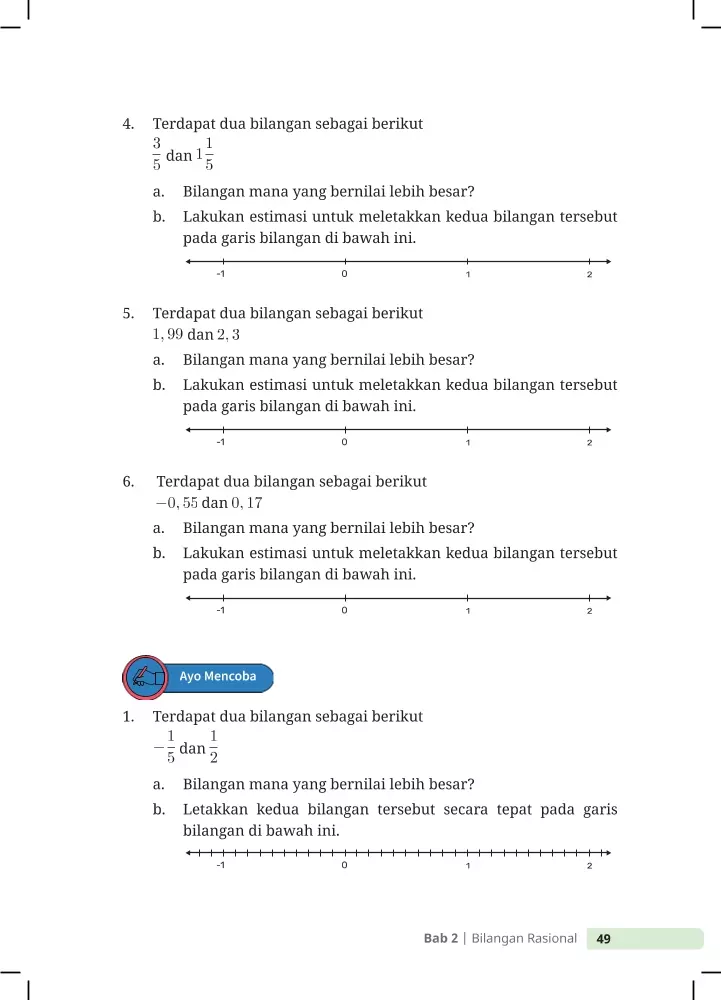 4. Terdapat dua bilangan sebagai berikut
3/5 dan 1 1/5
a. Bilangan mana yang bernilai lebih besar?
b. Lakukan estimasi untuk meletakkan kedua bilangan tersebut
pada garis bilangan di bawah ini.
-1 0 1 2
5. Terdapat dua bilangan sebagai berikut
1, 99 dan 2, 3
a. Bilangan mana yang bernilai lebih besar?
b. Lakukan estimasi untuk meletakkan kedua bilangan tersebut
pada garis bilangan di bawah ini.
-1 0 1 2
6. Terdapat dua bilangan sebagai berikut
−0, 55 dan 0, 17
a. Bilangan mana yang bernilai lebih besar?
b. Lakukan estimasi untuk meletakkan kedua bilangan tersebut
pada garis bilangan di bawah ini.
-1 0 1 2
Ayo Mencoba
1. Terdapat dua bilangan sebagai berikut
−1/5 dan 1/2
a. Bilangan mana yang bernilai lebih besar?
b. Letakkan kedua bilangan tersebut secara tepat pada garis
bilangan di bawah ini.
-1 0 1 2
Bab 2 | Bilangan Rasional 49